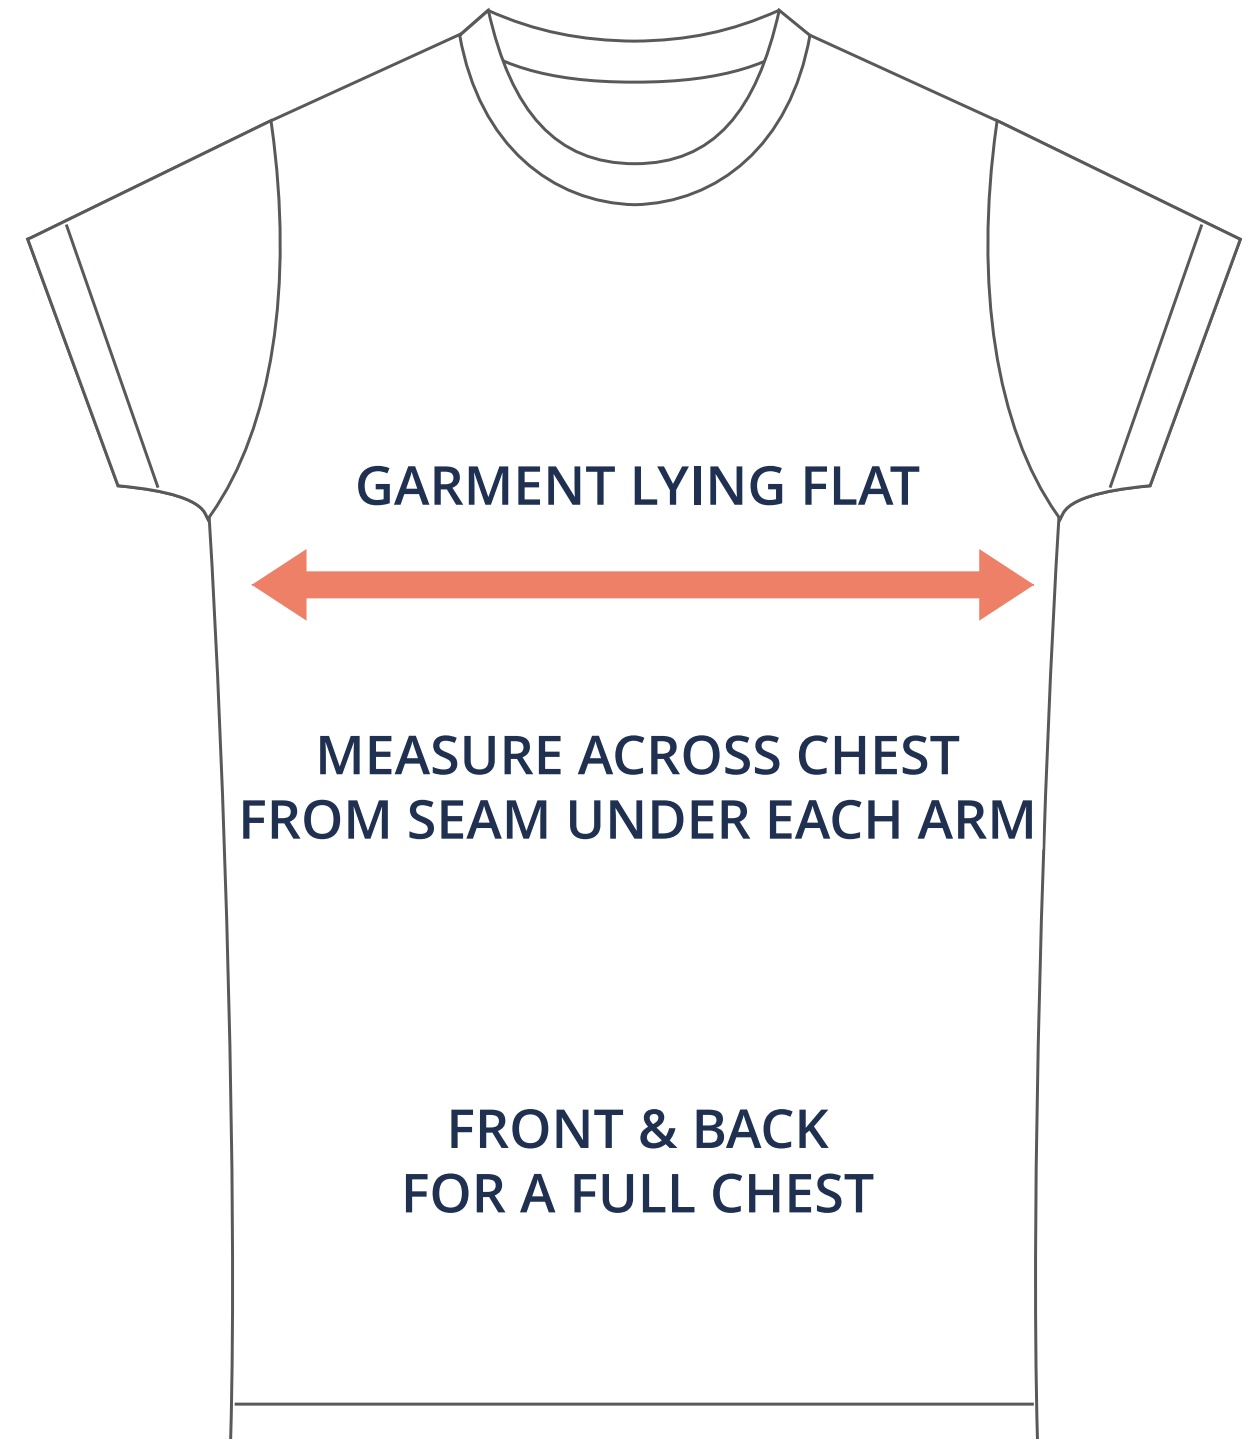 GARMENT LYING FLAT
MEASURE ACROSS CHEST
FROM SEAM UNDER EACH ARM
FRONT & BACK
FOR A FULL CHEST